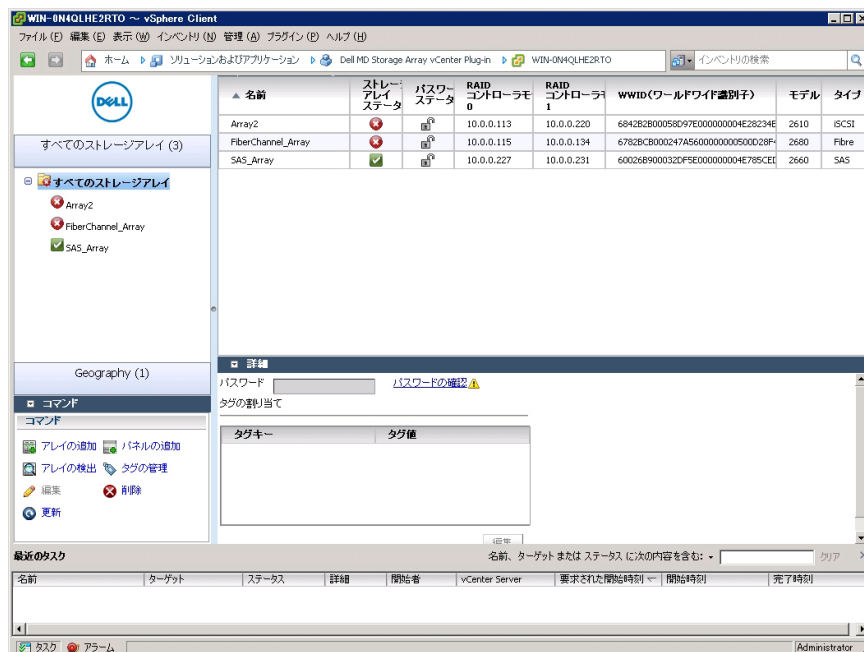 WIN-0N4QLHE2RTO ～ vSphere Client
ファイル(F) 編集(E) 表示(W) インベントリ(N) 管理(A) プラグイン(P) ヘルプ(H)
ホーム ソリューションおよびアプリケーション Dell MD Storage Array vCenter Plug-in WIN-0N4QLHE2RTO インベントリの検索
DELL
すべてのストレージアレイ (3)
すべてのストレージアレイ
Array2
FiberChannel_Array
SAS_Array
Geography (1)
コマンド
コマンド
アレイの追加 パネルの追加
アレイの検出 タグの管理
編集 削除
更新
名前 ストレー アレイ ステータ パスワー ステータ RAID コントローラモ 0 RAID コントローラモ 1 WWID(ワールドワイド識別子) モデル タイプ
Array2 10.0.0.113 10.0.0.220 6842B2B00058D97E000000004E28234E 2610 iSCSI
FiberChannel_Array 10.0.0.115 10.0.0.134 6782BCB000247A5600000000500D28F 2680 Fibre
SAS_Array 10.0.0.227 10.0.0.231 60026B900032DF5E000000004E785CED 2660 SAS
詳細
パスワード パスワードの確認
タグの割り当て
タグキー タグ値
編集
最近のタスク 名前、ターゲット または ステータス に次の内容を含む: クリア
名前 ターゲット ステータス 詳細 開始者 vCenter Server 要求された開始時刻 開始時刻 完了時刻
タスク アラーム Administrator